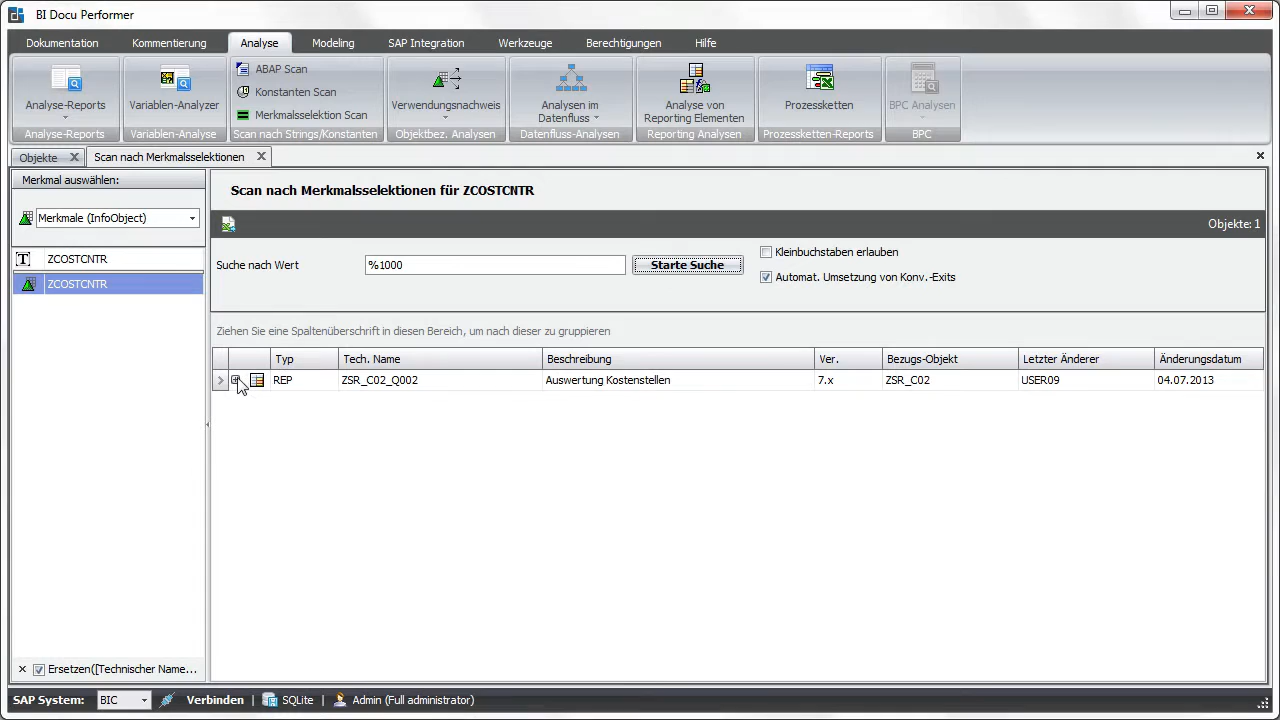 BI Docu Performer
Dokumentation Kommentierung Analyse Modeling SAP Integration Werkzeuge Berechtigungen Hilfe
Analyse-Reports
Analyse-Reports
Variablen-Analyzer
Variablen-Analyse
ABAP Scan
Konstanten Scan
Merkmalselektion Scan
Scan nach Strings/Konstanten
Verwendungsnachweis
Objektbez. Analysen
Analysen im
Datenfluss
Datenfluss-Analysen
Analyse von
Reporting Elementen
Reporting Analysen
Prozessketten
Prozessketten-Reports
BPC Analysen
BPC
Objekte Scan nach Merkmalsselektionen
Merkmal auswählen:
Merkmale (InfoObject)
ZCOSTCNTR
ZCOSTCNTR
Ersetzen([Technischer Name...
Scan nach Merkmalsselektionen für ZCOSTCNTR
Objekte: 1
Suche nach Wert %1000 Starte Suche
Kleinbuchstaben erlauben
Automat. Umsetzung von Konv.-Exits
Ziehen Sie eine Spaltenüberschrift in diesen Bereich, um nach dieser zu gruppieren
Typ Tech. Name Beschreibung Ver. Bezugs-Objekt Letzter Änderer Änderungsdatum
REP ZSR_C02_Q002 Auswertung Kostenstellen 7.x ZSR_C02 USER09 04.07.2013
SAP System: BIC Verbinden | SQLite | Admin (Full administrator)